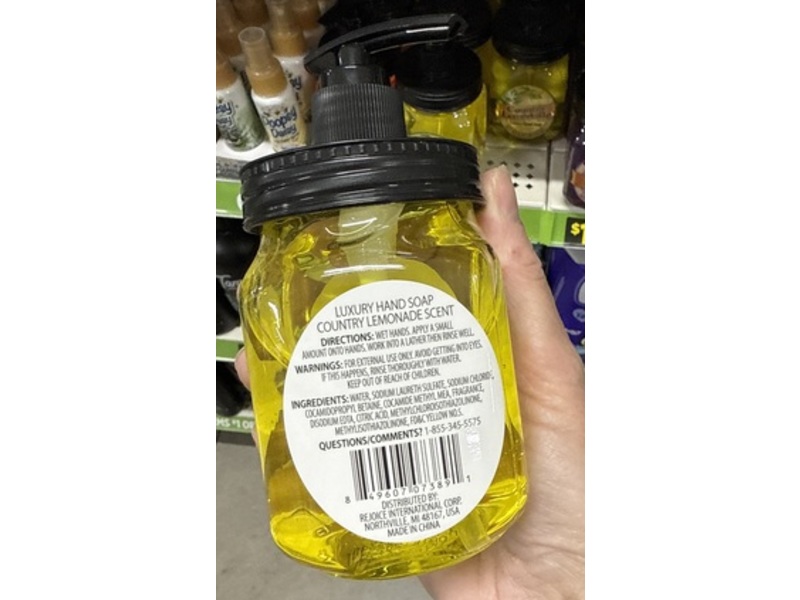 LUXURY HAND SOAP
COUNTRY LEMONADE SCENT
DIRECTIONS: WET HANDS. APPLY A SMALL
AMOUNT ONTO HANDS. WORK INTO A LATHER THEN RINSE WELL.
WARNINGS: FOR EXTERNAL USE ONLY. AVOID GETTING INTO EYES.
IF THIS HAPPENS, RINSE THOROUGHLY WITH WATER.
KEEP OUT OF REACH OF CHILDREN.
INGREDIENTS: WATER, SODIUM LAURETH SULFATE, SODIUM CHLORIDE,
COCAMIDOPROPYL BETAINE, COCAMIDE METHYL MEA, FRAGRANCE,
DISODIUM EDTA, CITRIC ACID, METHYLCHLOROISOTHIAZOLINONE,
METHYLISOTHIAZOLINONE, FD&C YELLOW NO.5.
QUESTIONS/COMMENTS? 1-855-345-5575
8 49607 07389 1
DISTRIBUTED BY:
REJOICE INTERNATIONAL CORP.
NORTHVILLE, MI 48167, USA
MADE IN CHINA